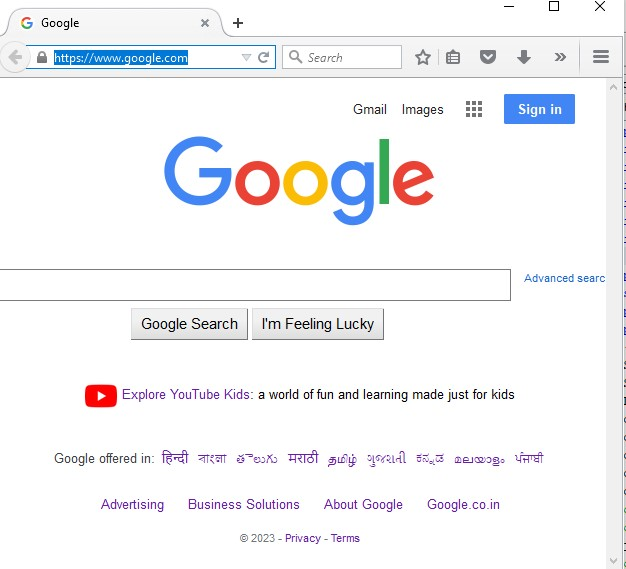 Google
https://www.google.com
Search
Gmail Images Sign in
Google
Advanced searc
Google Search I'm Feeling Lucky
Explore YouTube Kids: a world of fun and learning made just for kids
Google offered in: हिन्दी বাংলা తెలుగు मराठी தமிழ் ગુજરાતી ಕನ್ನಡ മലയാളം ਪੰਜਾਬੀ
Advertising Business Solutions About Google Google.co.in
© 2023 - Privacy - Terms